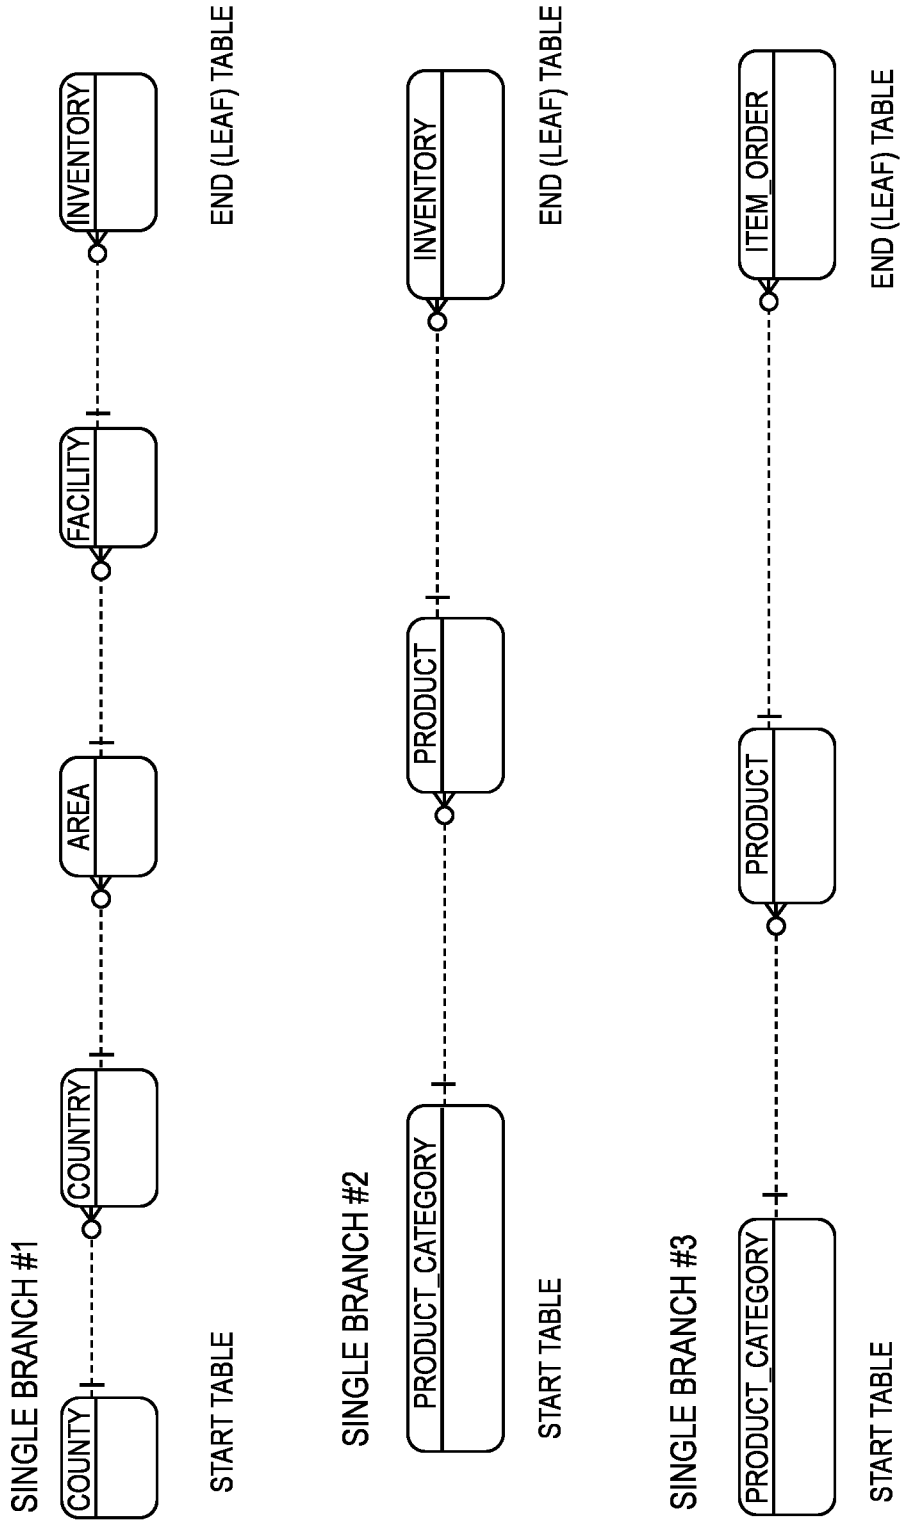 SINGLE BRANCH #1
COUNTY
COUNTRY
AREA
FACILITY
INVENTORY
START TABLE
END (LEAF) TABLE
SINGLE BRANCH #2
PRODUCT_CATEGORY
PRODUCT
INVENTORY
START TABLE
END (LEAF) TABLE
SINGLE BRANCH #3
PRODUCT_CATEGORY
PRODUCT
ITEM_ORDER
START TABLE
END (LEAF) TABLE